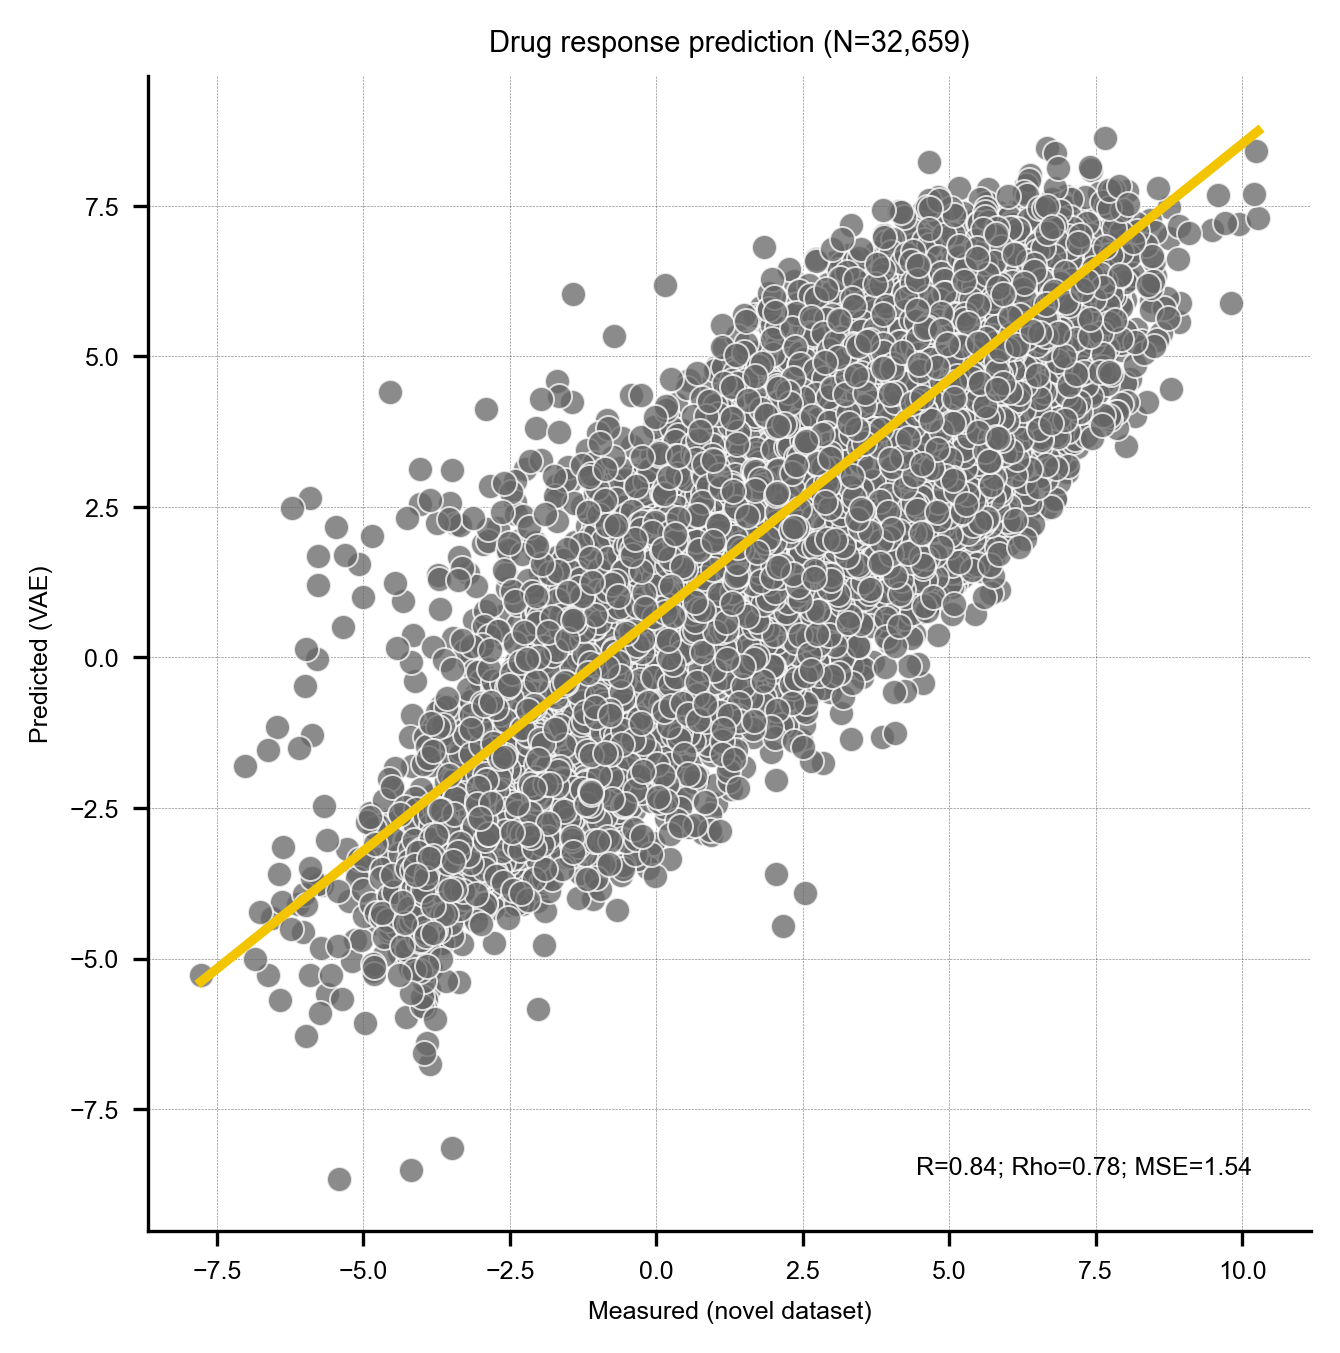 Drug response prediction (N=32,659)
7.5
5.0
2.5
0.0
−2.5
−5.0
−7.5
Predicted (VAE)
R=0.84; Rho=0.78; MSE=1.54
−7.5 −5.0 −2.5 0.0 2.5 5.0 7.5 10.0
Measured (novel dataset)